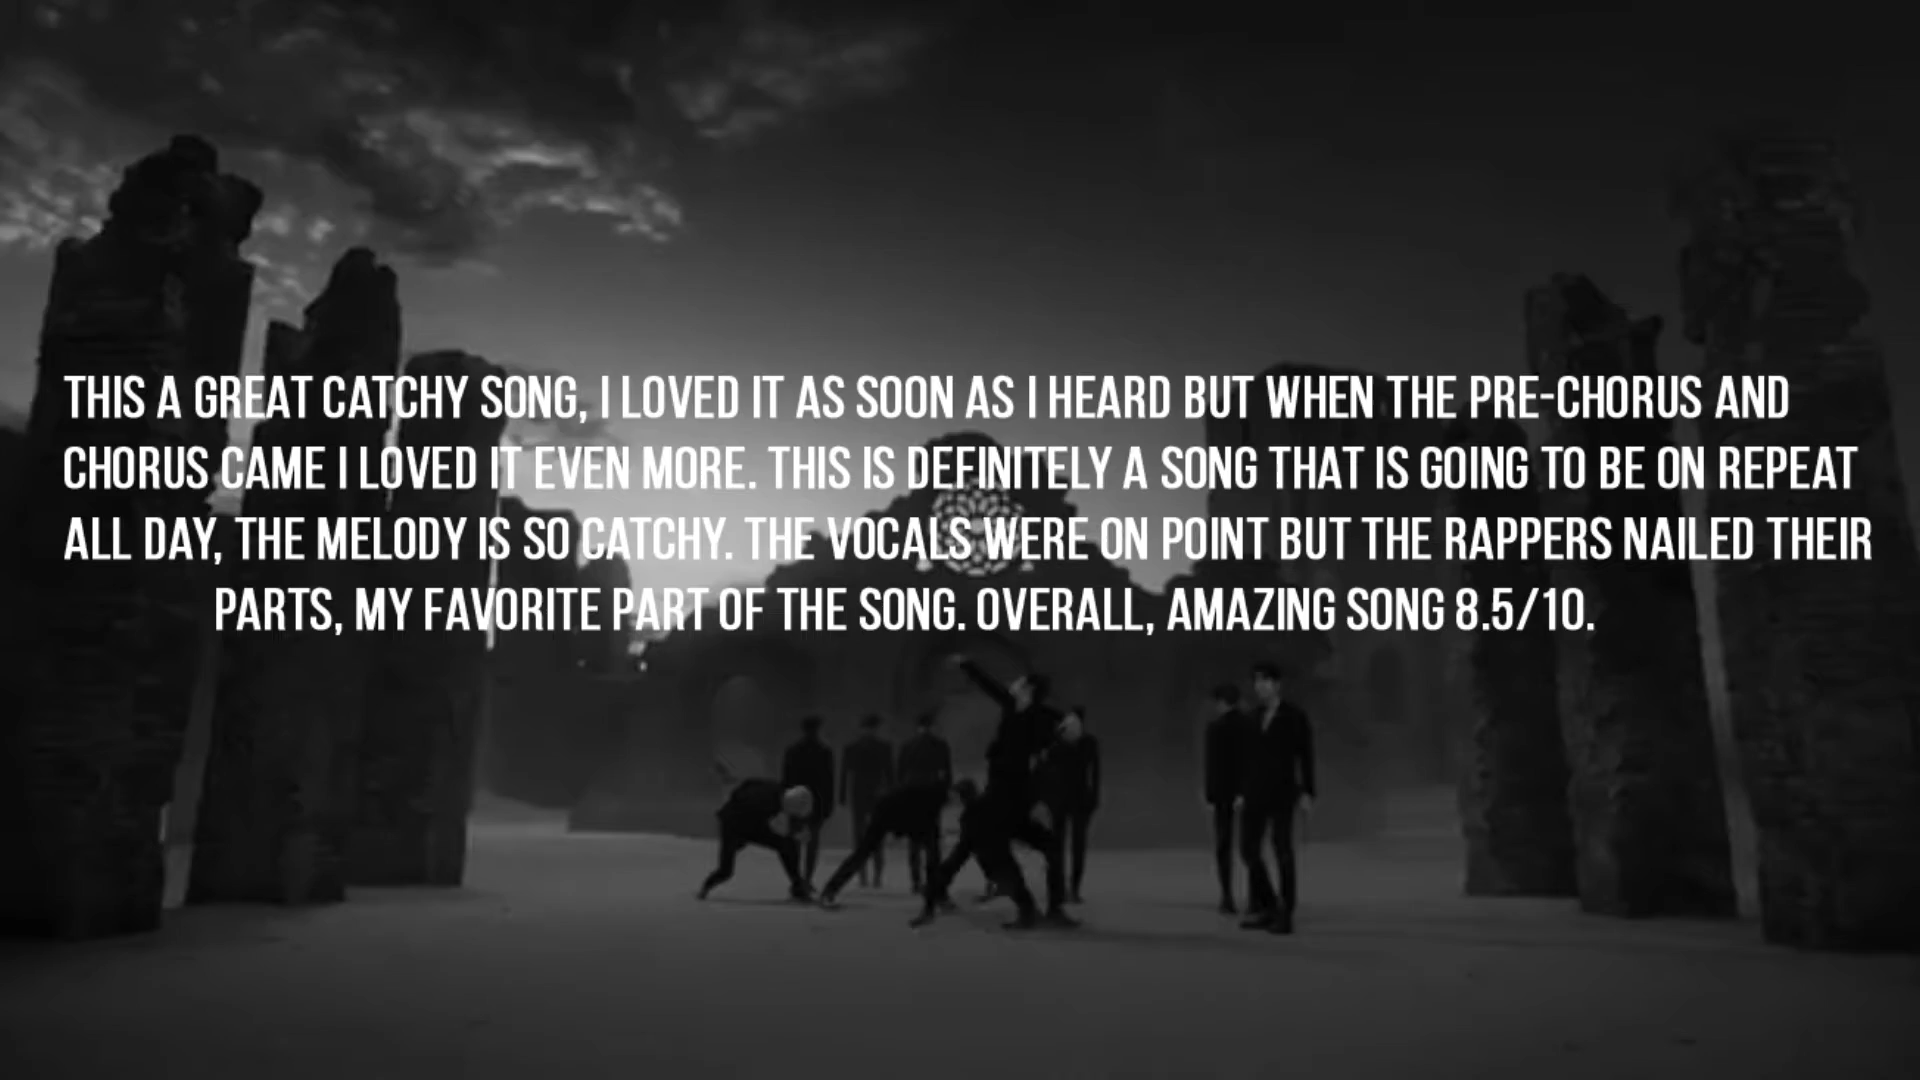 THIS A GREAT CATCHY SONG, I LOVED IT AS SOON AS I HEARD BUT WHEN THE PRE-CHORUS AND
CHORUS CAME I LOVED IT EVEN MORE. THIS IS DEFINITELY A SONG THAT IS GOING TO BE ON REPEAT
ALL DAY, THE MELODY IS SO CATCHY. THE VOCALS WERE ON POINT BUT THE RAPPERS NAILED THEIR
PARTS, MY FAVORITE PART OF THE SONG. OVERALL, AMAZING SONG 8.5/10.